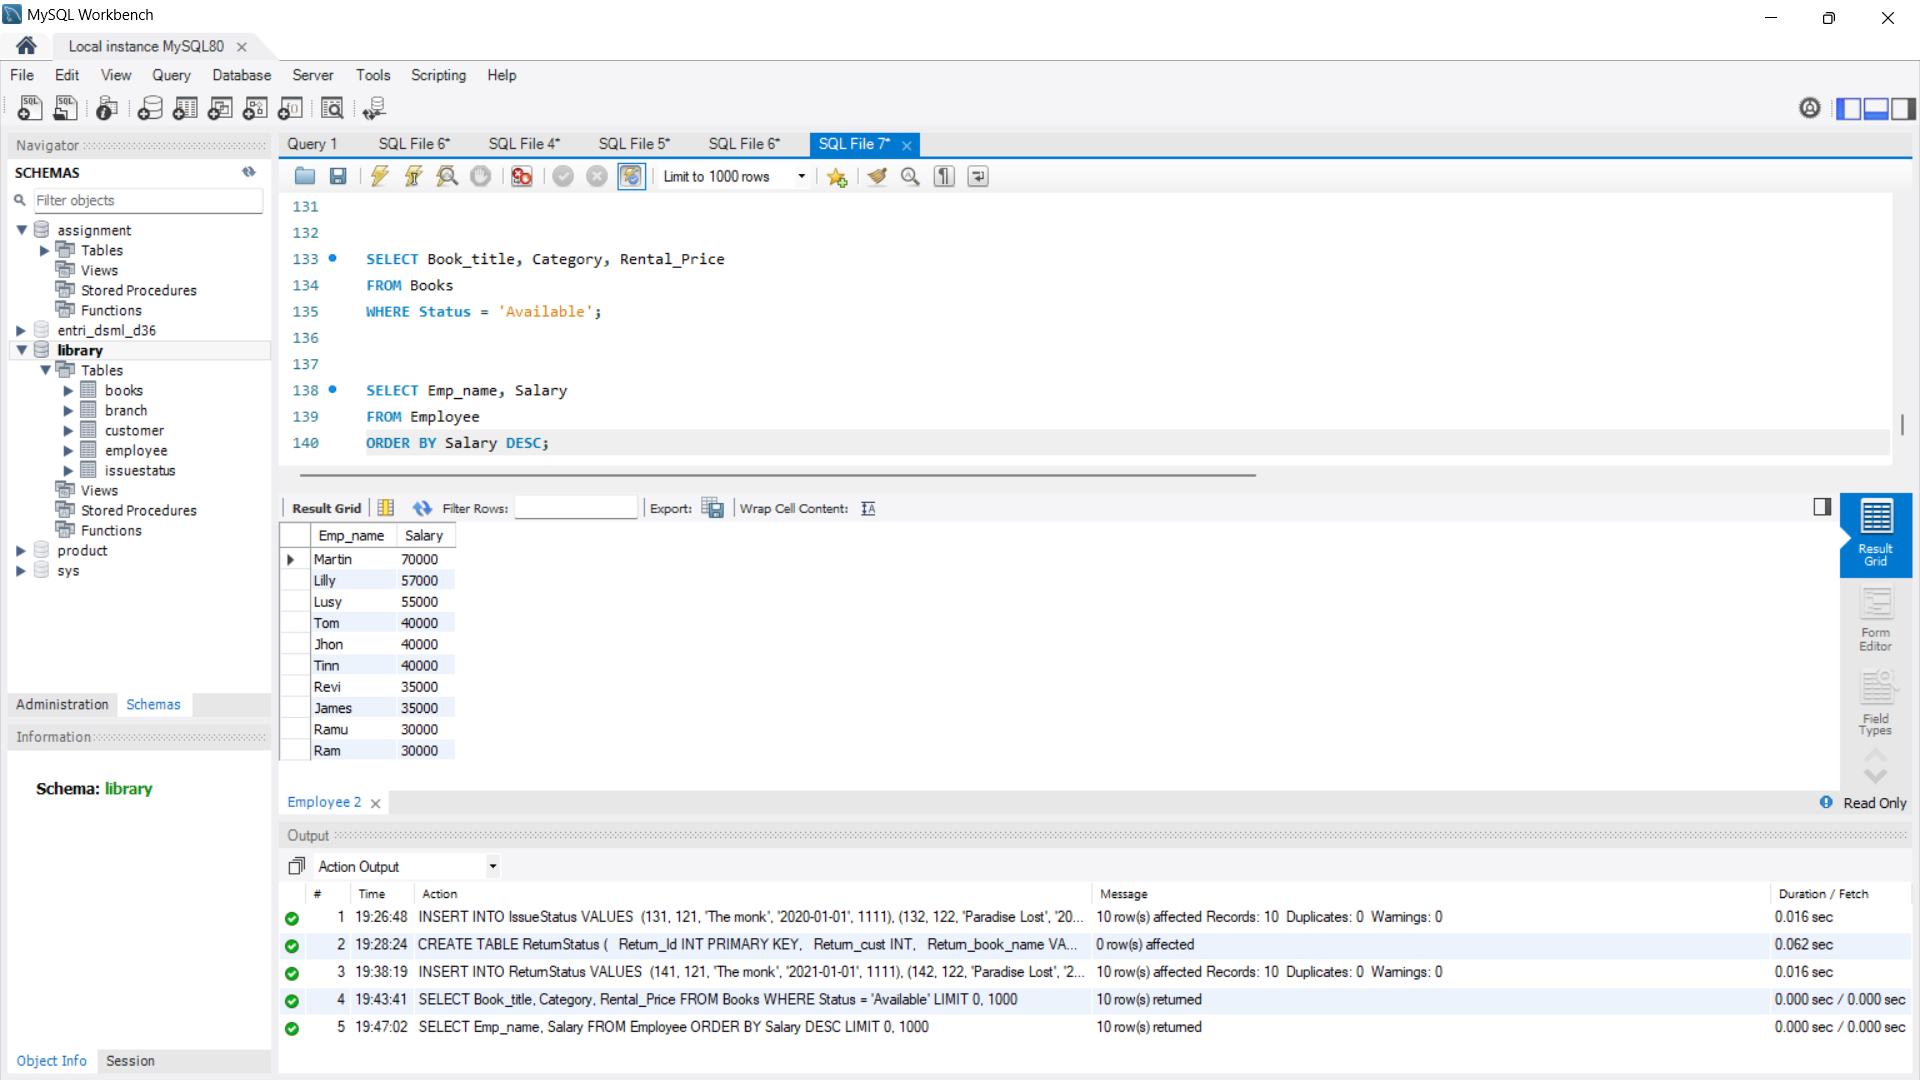 MySQL Workbench
Local instance MySQL80
File Edit View Query Database Server Tools Scripting Help
Navigator
SCHEMAS
Filter objects
assignment
Tables
Views
Stored Procedures
Functions
entri_dsml_d36
library
Tables
books
branch
customer
employee
issuestatus
Views
Stored Procedures
Functions
product
sys
Administration Schemas
Information
Schema: library
Object Info Session
Query 1 SQL File 6* SQL File 4* SQL File 5* SQL File 6* SQL File 7*
Limit to 1000 rows
131
132
133 SELECT Book_title, Category, Rental_Price
134 FROM Books
135 WHERE Status = 'Available';
136
137
138 SELECT Emp_name, Salary
139 FROM Employee
140 ORDER BY Salary DESC;
Result Grid Filter Rows: Export: Wrap Cell Content:
Emp_name Salary
Martin 70000
Lilly 57000
Lusy 55000
Tom 40000
Jhon 40000
Tinn 40000
Revi 35000
James 35000
Ramu 30000
Ram 30000
Result
Grid
Form
Editor
Field
Types
Employee 2
Read Only
Output
Action Output
# Time Action Message Duration / Fetch
1 19:26:48 INSERT INTO IssueStatus VALUES (131, 121, 'The monk', '2020-01-01', 1111), (132, 122, 'Paradise Lost', '20... 10 row(s) affected Records: 10 Duplicates: 0 Warnings: 0 0.016 sec
2 19:28:24 CREATE TABLE ReturnStatus ( Return_Id INT PRIMARY KEY, Return_cust INT, Return_book_name VA... 0 row(s) affected 0.062 sec
3 19:38:19 INSERT INTO ReturnStatus VALUES (141, 121, 'The monk', '2021-01-01', 1111), (142, 122, 'Paradise Lost', '2... 10 row(s) affected Records: 10 Duplicates: 0 Warnings: 0 0.016 sec
4 19:43:41 SELECT Book_title, Category, Rental_Price FROM Books WHERE Status = 'Available' LIMIT 0, 1000 10 row(s) returned 0.000 sec / 0.000 sec
5 19:47:02 SELECT Emp_name, Salary FROM Employee ORDER BY Salary DESC LIMIT 0, 1000 10 row(s) returned 0.000 sec / 0.000 sec